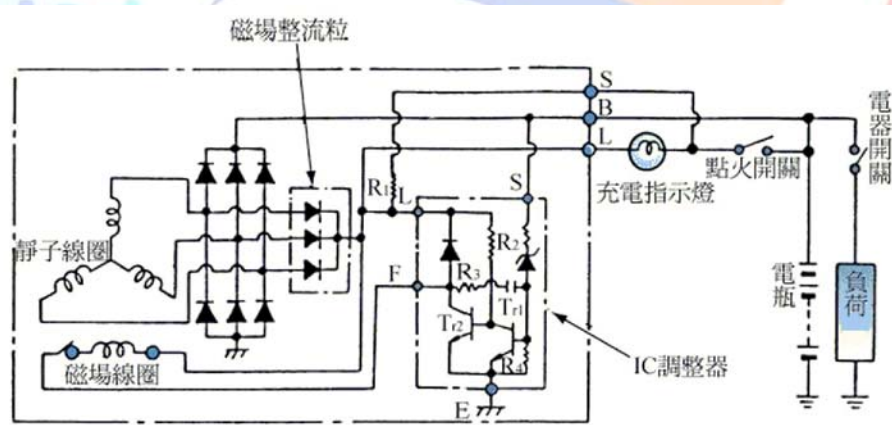 磁場整流粒
S
B
L
充電指示燈
點火開關
電器開關
R1
L
S
R2
靜子線圈
F
R3
Tr1
Tr2
電瓶
負荷
磁場線圈
R4
IC調整器
E